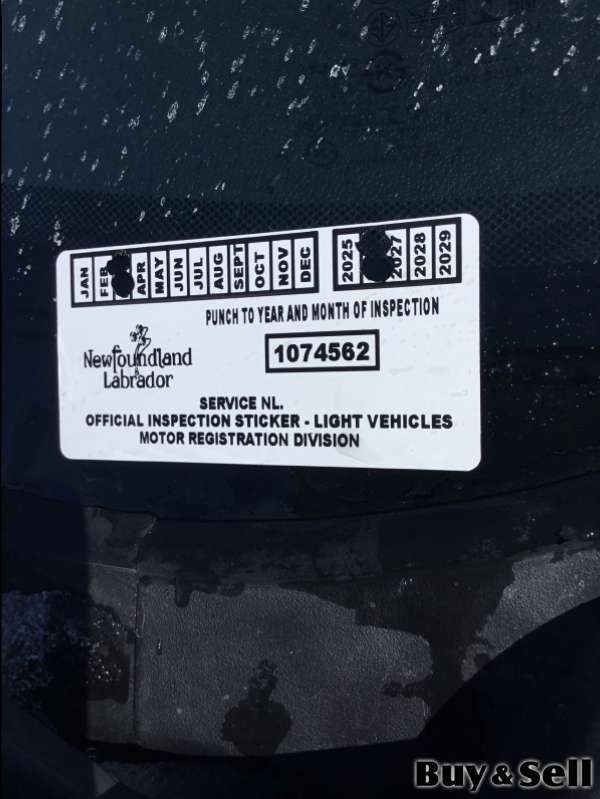 JAN FEB APR MAY JUN JUL AUG SEPT OCT NOV DEC
2025 2027 2028 2029
PUNCH TO YEAR AND MONTH OF INSPECTION
Newfoundland
Labrador
1074562
SERVICE NL.
OFFICIAL INSPECTION STICKER - LIGHT VEHICLES
MOTOR REGISTRATION DIVISION
Buy & Sell